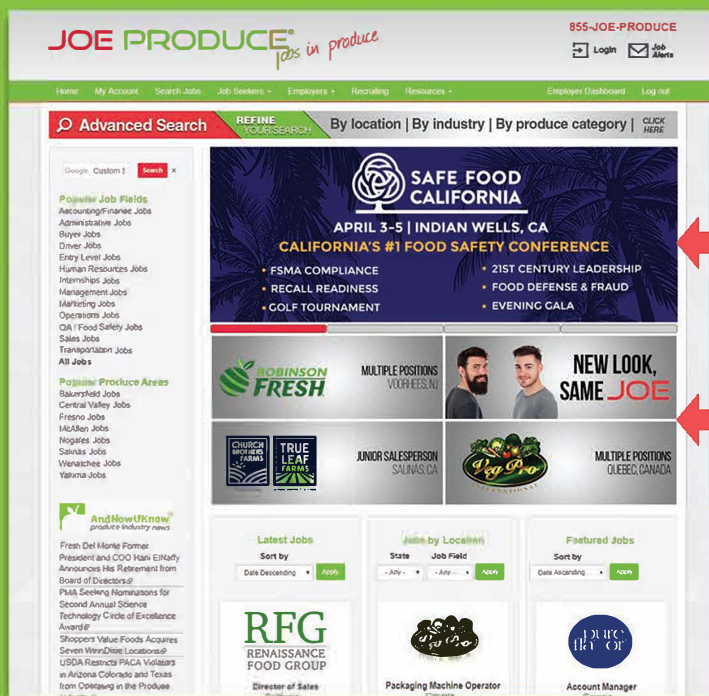 JOE PRODUCE®
Jobs in produce
855-JOE-PRODUCE
Login
Job Alerts
Home My Account Search Jobs Job Seekers Employers Recruiting Resources Employer Dashboard Log out
Advanced Search
REFINE
YOUR SEARCH
By location | By industry | By produce category |
CLICK
HERE
Google Custom S Search ×
Popular Job Fields
Accounting/Finance Jobs
Administrative Jobs
Buyer Jobs
Driver Jobs
Entry Level Jobs
Human Resources Jobs
Internships Jobs
Management Jobs
Marketing Jobs
Operations Jobs
QA / Food Safety Jobs
Sales Jobs
Transportation Jobs
All Jobs
Popular Produce Areas
Bakersfield Jobs
Central Valley Jobs
Fresno Jobs
McAllen Jobs
Nogales Jobs
Salinas Jobs
Wenatchee Jobs
Yakima Jobs
AndNowUKnow
produce industry news
Fresh Del Monte Former
President and COO Hani ElNaffy
Announces His Retirement from
Board of Directors
PMA Seeking Nominations for
Second Annual Science
Technology Circle of Excellence
Award
Shoppers Value Foods Acquires
Seven WinnDixie Locations
USDA Restricts PACA Violators
in Arizona Colorado and Texas
from Operating in the Produce
SAFE FOOD
CALIFORNIA
APRIL 3-5 | INDIAN WELLS, CA
CALIFORNIA'S #1 FOOD SAFETY CONFERENCE
• FSMA COMPLIANCE
• RECALL READINESS
• GOLF TOURNAMENT
• 21ST CENTURY LEADERSHIP
• FOOD DEFENSE & FRAUD
• EVENING GALA
ROBINSON
FRESH
MULTIPLE POSITIONS
VOORHEES, NJ
NEW LOOK,
SAME JOE
CHURCH
BROTHERS
FARMS
TRUE
LEAF
FARMS
JUNIOR SALESPERSON
SALINAS, CA
Veg Pro
INTERNATIONAL
MULTIPLE POSITIONS
QUEBEC, CANADA
Latest Jobs
Sort by
Date Descending Apply
RFG
RENAISSANCE
FOOD GROUP
Director of Sales
Jobs by Location
State Job Field
- Any - - Any - Apply
Veg Pro
Packaging Machine Operator
Featured Jobs
Sort by
Date Ascending Apply
pure
flavor
Account Manager